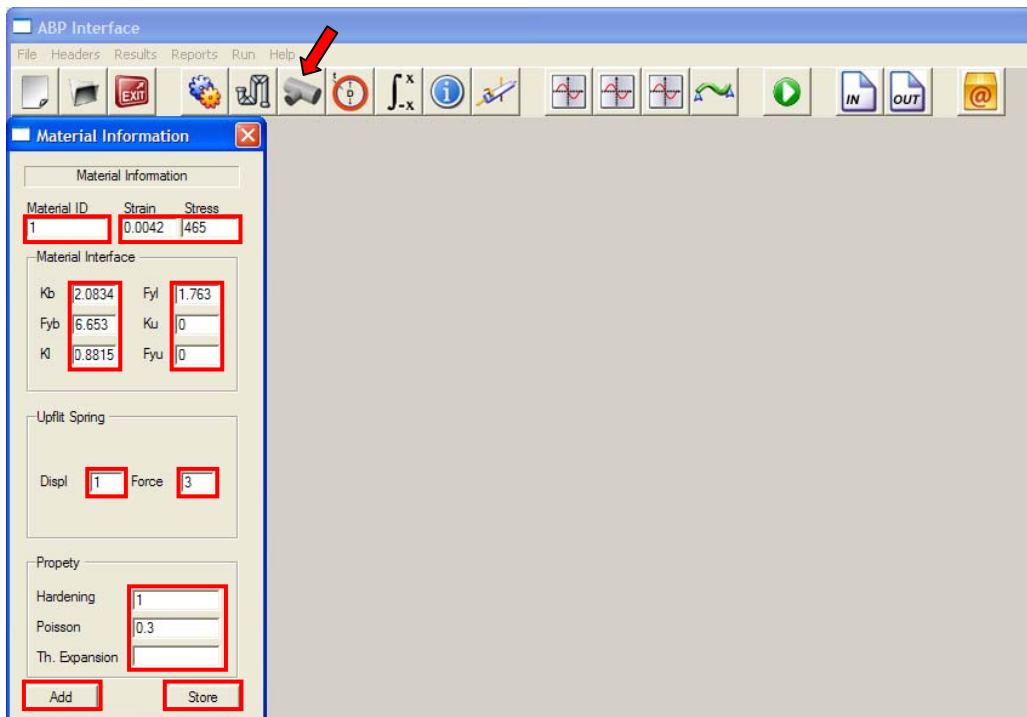 ABP Interface
File Headers Results Reports Run Help
EXIT t D ∫ x -x i IN OUT @
Material Information
Material Information
Material ID Strain Stress
1 0.0042 465
Material Interface
Kb 2.0834 Fyl 1.763
Fyb 6.653 Ku 0
Kl 0.8815 Fyu 0
Upflit Spring
Displ 1 Force 3
Propety
Hardening 1
Poisson 0.3
Th. Expansion
Add Store